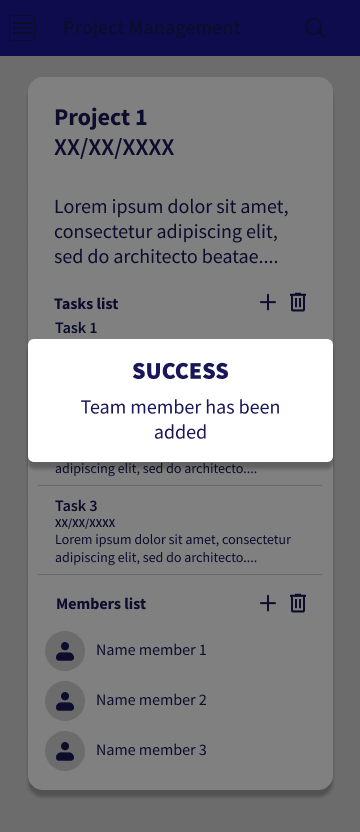 Project Management
Project 1
XX/XX/XXXX
Lorem ipsum dolor sit amet,
consectetur adipiscing elit,
sed do architecto beatae....
Tasks list
Task 1
SUCCESS
Team member has been
added
adipiscing elit, sed do architecto....
Task 3
XX/XX/XXXX
Lorem ipsum dolor sit amet, consectetur
adipiscing elit, sed do architecto....
Members list
Name member 1
Name member 2
Name member 3